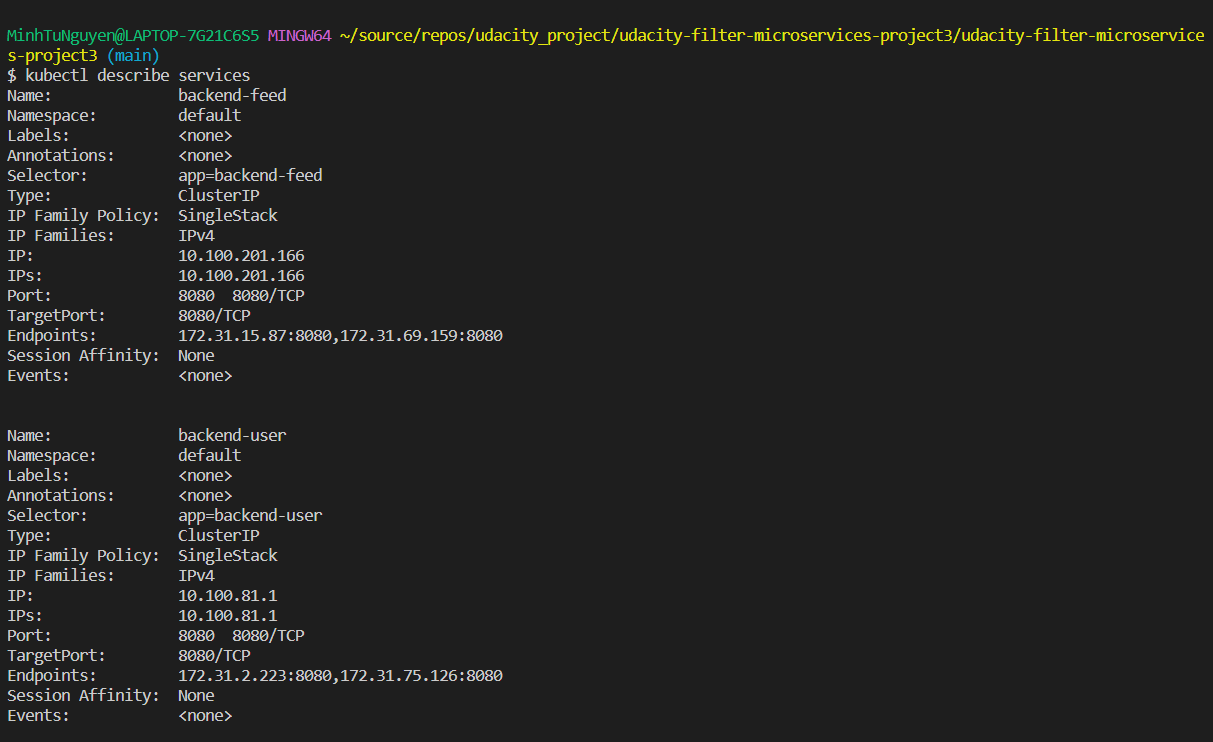 MinhTuNguyen@LAPTOP-7G21C6S5 MINGW64 ~/source/repos/udacity_project/udacity-filter-microservices-project3/udacity-filter-microservice
s-project3 (main)
$ kubectl describe services
Name:              backend-feed
Namespace:         default
Labels:            <none>
Annotations:       <none>
Selector:          app=backend-feed
Type:              ClusterIP
IP Family Policy:  SingleStack
IP Families:       IPv4
IP:                10.100.201.166
IPs:               10.100.201.166
Port:              8080  8080/TCP
TargetPort:        8080/TCP
Endpoints:         172.31.15.87:8080,172.31.69.159:8080
Session Affinity:  None
Events:            <none>
Name:              backend-user
Namespace:         default
Labels:            <none>
Annotations:       <none>
Selector:          app=backend-user
Type:              ClusterIP
IP Family Policy:  SingleStack
IP Families:       IPv4
IP:                10.100.81.1
IPs:               10.100.81.1
Port:              8080  8080/TCP
TargetPort:        8080/TCP
Endpoints:         172.31.2.223:8080,172.31.75.126:8080
Session Affinity:  None
Events:            <none>